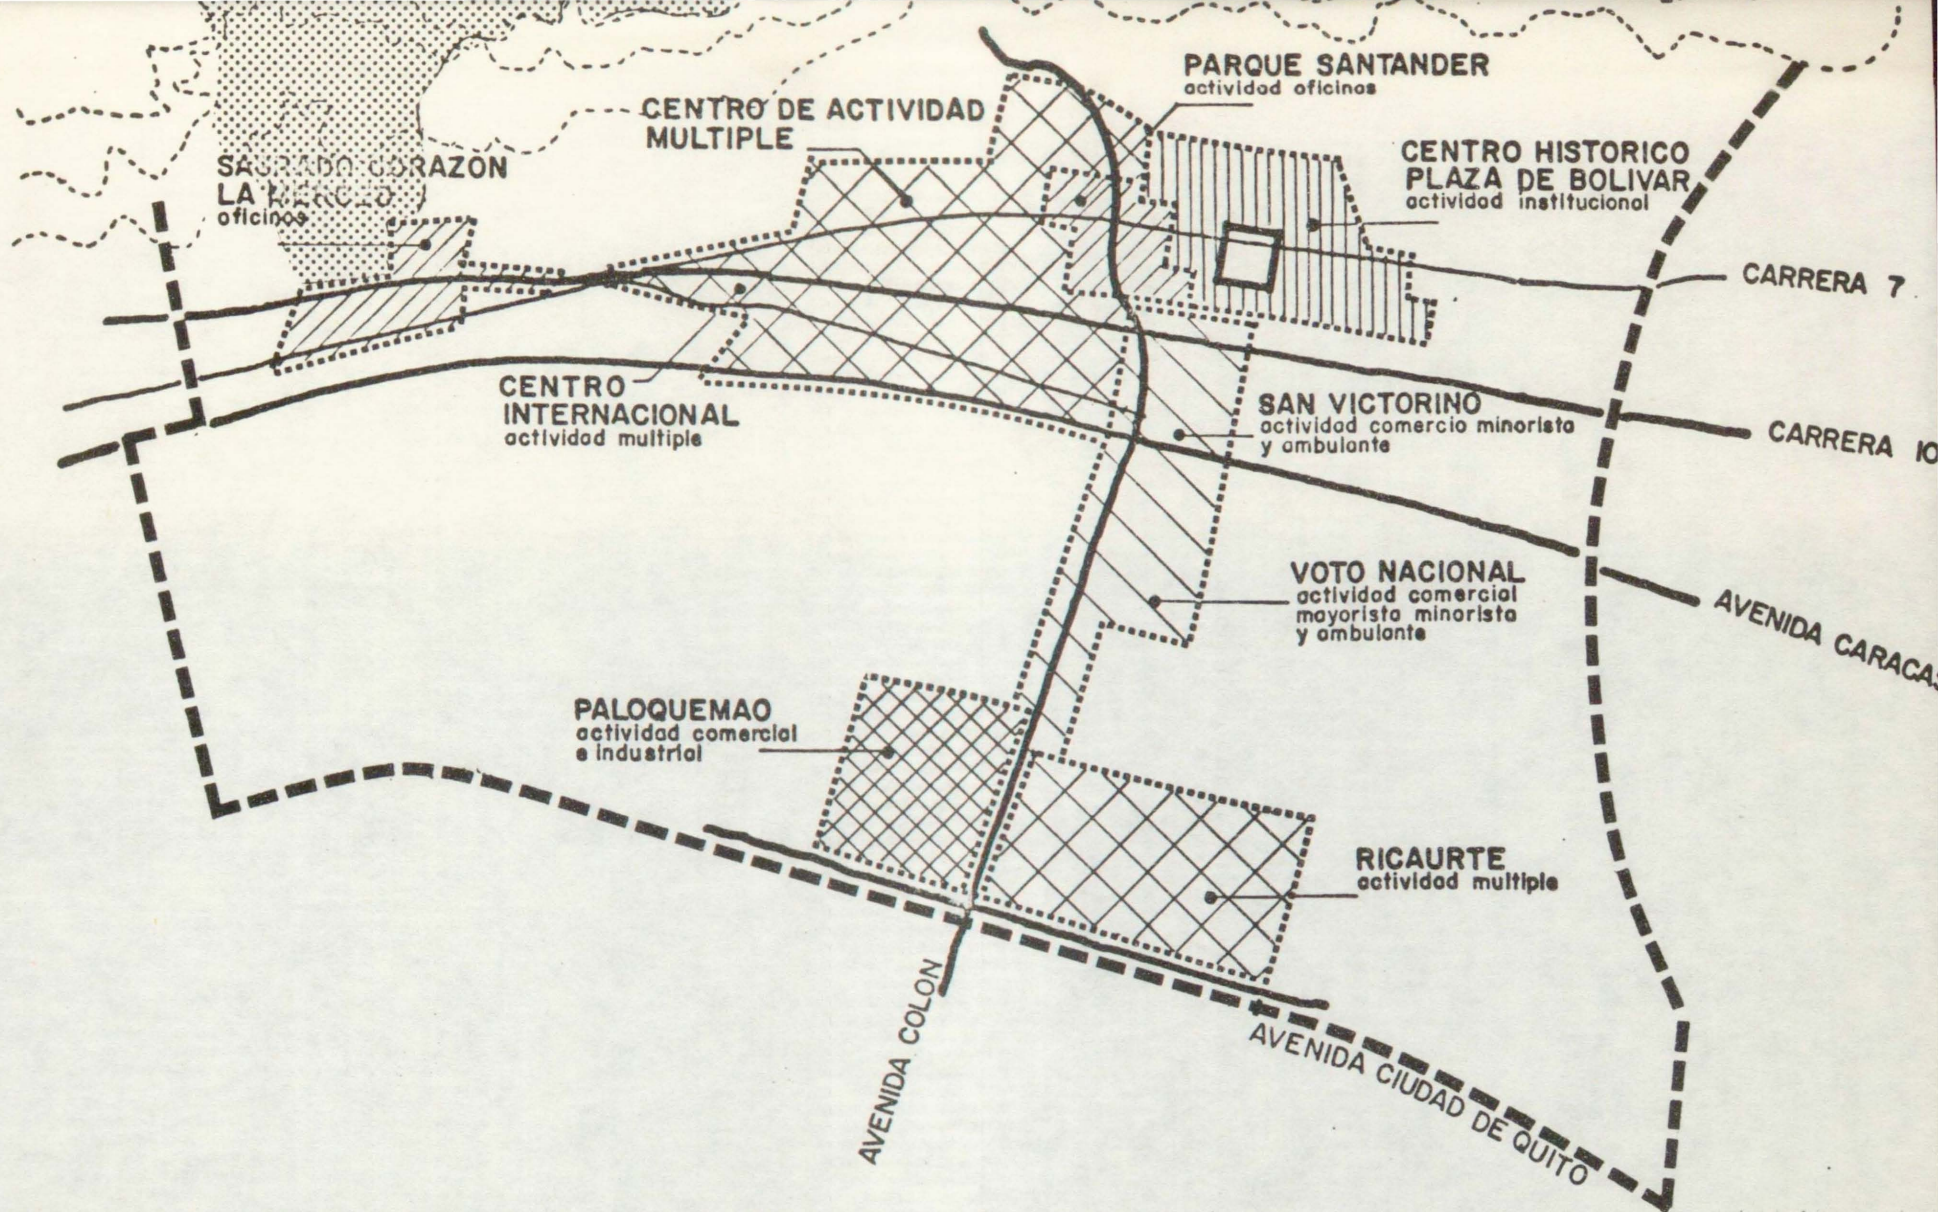 PARQUE SANTANDER
actividad oficinas
CENTRO DE ACTIVIDAD
MULTIPLE
CENTRO HISTORICO
PLAZA DE BOLIVAR
actividad institucional
SAGRADO CORAZON
LA MERCED
oficinas
CARRERA 7
CENTRO
INTERNACIONAL
actividad multiple
SAN VICTORINO
actividad comercio minorista
y ambulante
CARRERA 10
VOTO NACIONAL
actividad comercial
mayorista minorista
y ambulante
AVENIDA CARACAS
PALOQUEMAO
actividad comercial
e industrial
RICAURTE
actividad multiple
AVENIDA COLON
AVENIDA CIUDAD DE QUITO